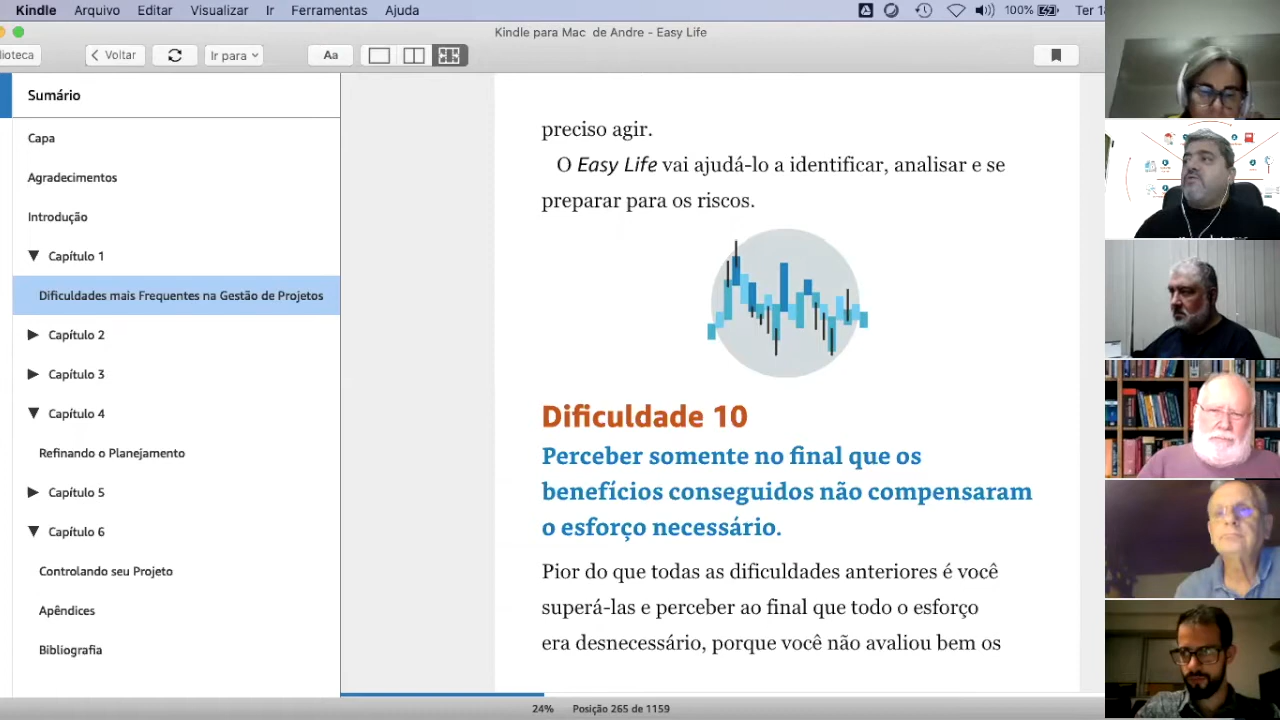 Kindle Arquivo Editar Visualizar Ir Ferramentas Ajuda 100% Ter
Kindle para Mac de Andre - Easy Life
lioteca Voltar Ir para Aa
Sumário
Capa
Agradecimentos
Introdução
Capítulo 1
Dificuldades mais Frequentes na Gestão de Projetos
Capítulo 2
Capítulo 3
Capítulo 4
Refinando o Planejamento
Capítulo 5
Capítulo 6
Controlando seu Projeto
Apêndices
Bibliografia
preciso agir.
O Easy Life vai ajudá-lo a identificar, analisar e se
preparar para os riscos.
Dificuldade 10
Perceber somente no final que os
benefícios conseguidos não compensaram
o esforço necessário.
Pior do que todas as dificuldades anteriores é você
superá-las e perceber ao final que todo o esforço
era desnecessário, porque você não avaliou bem os
24% Posição 265 de 1159